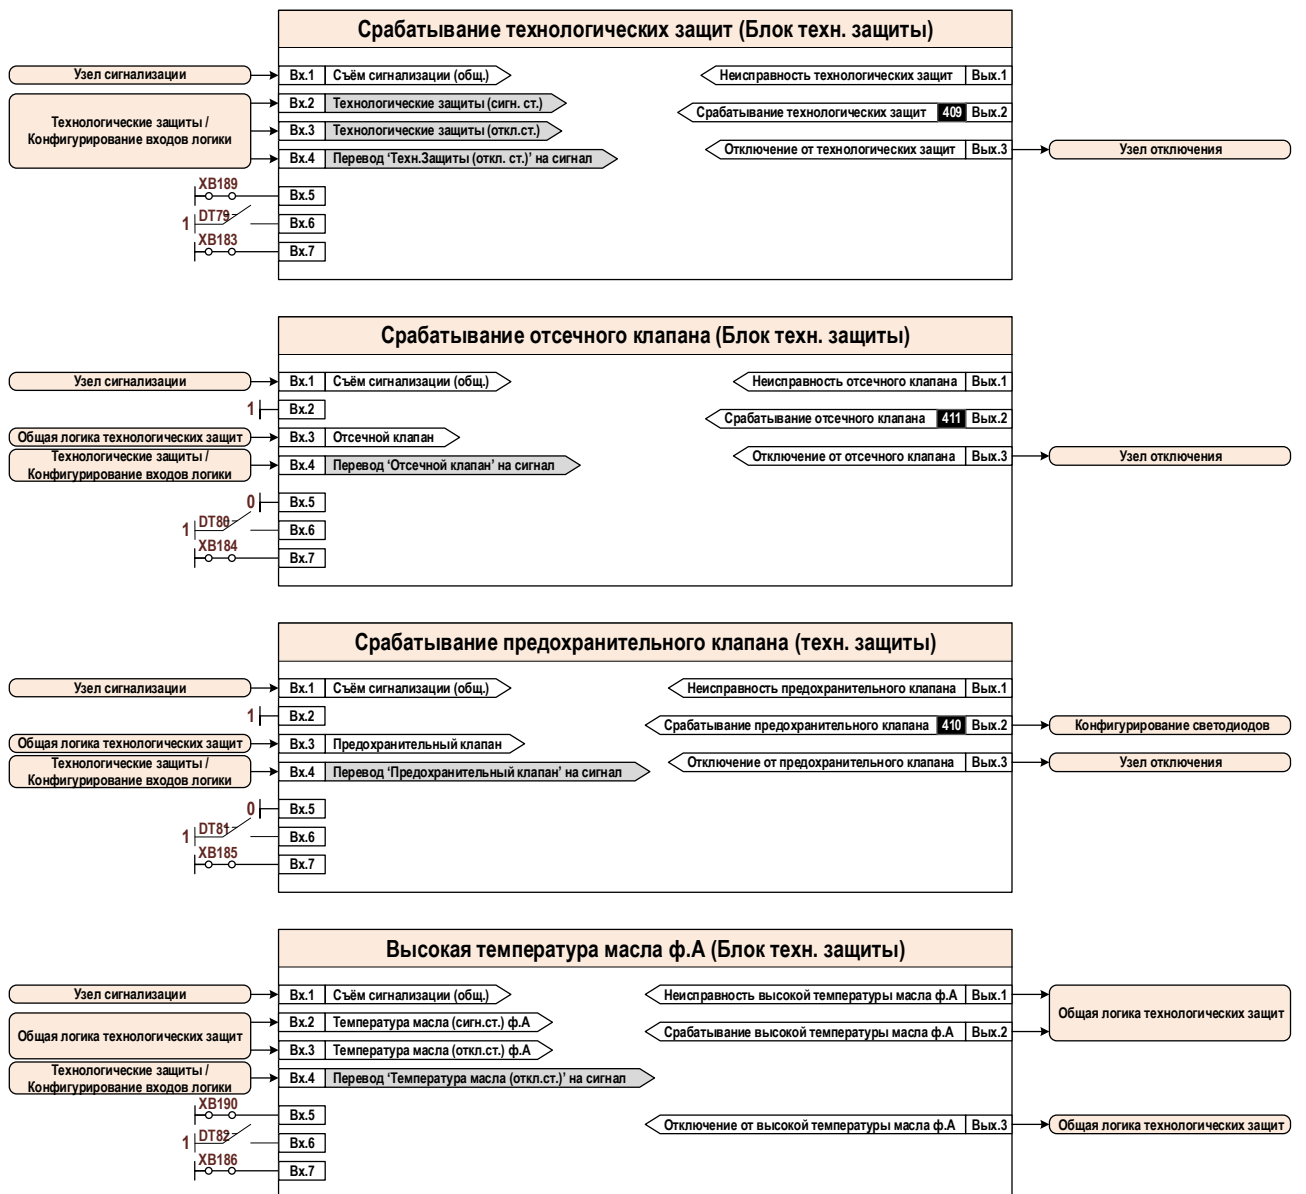 Срабатывание технологических защит (Блок техн. защиты)
Узел сигнализации
Вх.1 Съём сигнализации (общ.)
Неисправность технологических защит Вых.1
Технологические защиты /
Конфигурирование входов логики
Вх.2 Технологические защиты (сигн. ст.)
Срабатывание технологических защит 409 Вых.2
Вх.3 Технологические защиты (откл.ст.)
Отключение от технологических защит Вых.3
Узел отключения
Вх.4 Перевод ‘Техн.Защиты (откл. ст.)’ на сигнал
XB189
Вх.5
1 DT79
Вх.6
XB183
Вх.7
Срабатывание отсечного клапана (Блок техн. защиты)
Узел сигнализации
Вх.1 Съём сигнализации (общ.)
Неисправность отсечного клапана Вых.1
1 Вх.2
Срабатывание отсечного клапана 411 Вых.2
Общая логика технологических защит
Вх.3 Отсечной клапан
Отключение от отсечного клапана Вых.3
Узел отключения
Технологические защиты /
Конфигурирование входов логики
Вх.4 Перевод ‘Отсечной клапан’ на сигнал
0 Вх.5
1 DT80
Вх.6
XB184
Вх.7
Срабатывание предохранительного клапана (техн. защиты)
Узел сигнализации
Вх.1 Съём сигнализации (общ.)
Неисправность предохранительного клапана Вых.1
1 Вх.2
Срабатывание предохранительного клапана 410 Вых.2
Конфигурирование светодиодов
Общая логика технологических защит
Вх.3 Предохранительный клапан
Отключение от предохранительного клапана Вых.3
Узел отключения
Технологические защиты /
Конфигурирование входов логики
Вх.4 Перевод ‘Предохранительный клапан’ на сигнал
0 Вх.5
1 DT81
Вх.6
XB185
Вх.7
Высокая температура масла ф.А (Блок техн. защиты)
Узел сигнализации
Вх.1 Съём сигнализации (общ.)
Неисправность высокой температуры масла ф.А Вых.1
Общая логика технологических защит
Общая логика технологических защит
Вх.2 Температура масла (сигн.ст.) ф.А
Срабатывание высокой температуры масла ф.А Вых.2
Вх.3 Температура масла (откл.ст.) ф.А
Технологические защиты /
Конфигурирование входов логики
Вх.4 Перевод ‘Температура масла (откл.ст.)’ на сигнал
XB190
Вх.5
Отключение от высокой температуры масла ф.А Вых.3
Общая логика технологических защит
1 DT82
Вх.6
XB186
Вх.7